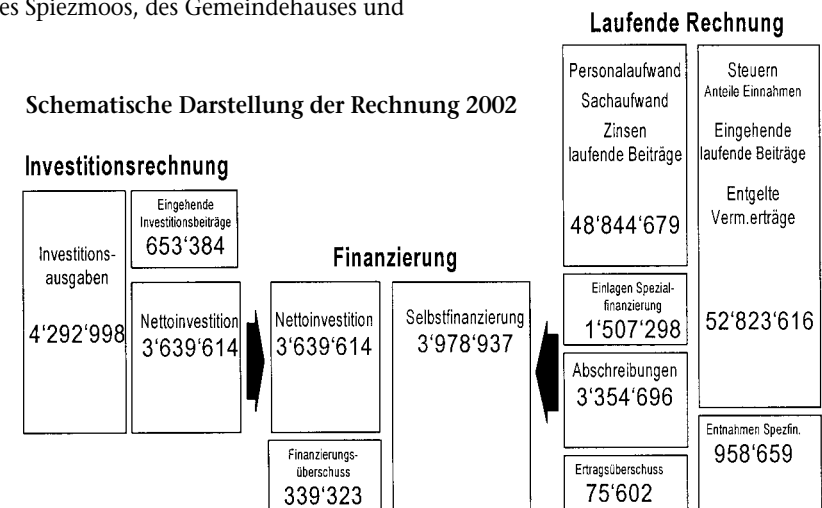 es Spiezmoos, des Gemeindehauses und
Laufende Rechnung
Schematische Darstellung der Rechnung 2002
Investitionsrechnung
Investitions-
ausgaben
4‘292‘998
Eingehende
Investitionsbeiträge
653‘384
Nettoinvestition
3‘639‘614
Finanzierung
Nettoinvestition
3‘639‘614
Finanzierungs-
überschuss
339‘323
Selbstfinanzierung
3‘978‘937
Personalaufwand
Sachaufwand
Zinsen
laufende Beiträge
48‘844‘679
Einlagen Spezial-
finanzierung
1‘507‘298
Abschreibungen
3‘354‘696
Ertragsüberschuss
75‘602
Steuern
Anteile Einnahmen
Eingehende
laufende Beiträge
Entgelte
Verm.erträge
52‘823‘616
Entnahmen Spezfin.
958‘659